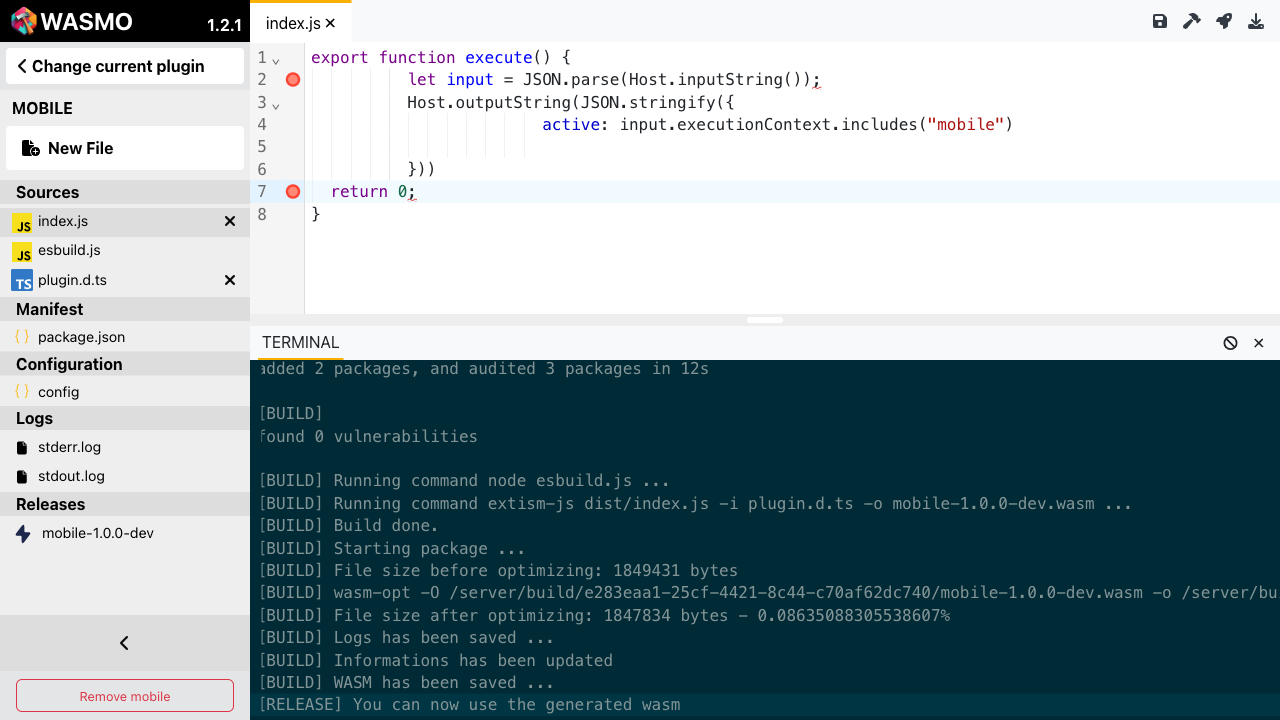 WASMO 1.2.1
Change current plugin
MOBILE
New File
Sources
JS index.js
JS esbuild.js
TS plugin.d.ts
Manifest
{} package.json
Configuration
{} config
Logs
stderr.log
stdout.log
Releases
mobile-1.0.0-dev
Remove mobile
index.js
1 export function execute() {
2 let input = JSON.parse(Host.inputString());
3 Host.outputString(JSON.stringify({
4 active: input.executionContext.includes("mobile")
5
6 }))
7 return 0;
8 }
TERMINAL
added 2 packages, and audited 3 packages in 12s
[BUILD]
found 0 vulnerabilities
[BUILD] Running command node esbuild.js ...
[BUILD] Running command extism-js dist/index.js -i plugin.d.ts -o mobile-1.0.0-dev.wasm ...
[BUILD] Build done.
[BUILD] Starting package ...
[BUILD] File size before optimizing: 1849431 bytes
[BUILD] wasm-opt -O /server/build/e283eaa1-25cf-4421-8c44-c70af62dc740/mobile-1.0.0-dev.wasm -o /server/bu
[BUILD] File size after optimizing: 1847834 bytes - 0.08635088305538607%
[BUILD] Logs has been saved ...
[BUILD] Informations has been updated
[BUILD] WASM has been saved ...
[RELEASE] You can now use the generated wasm